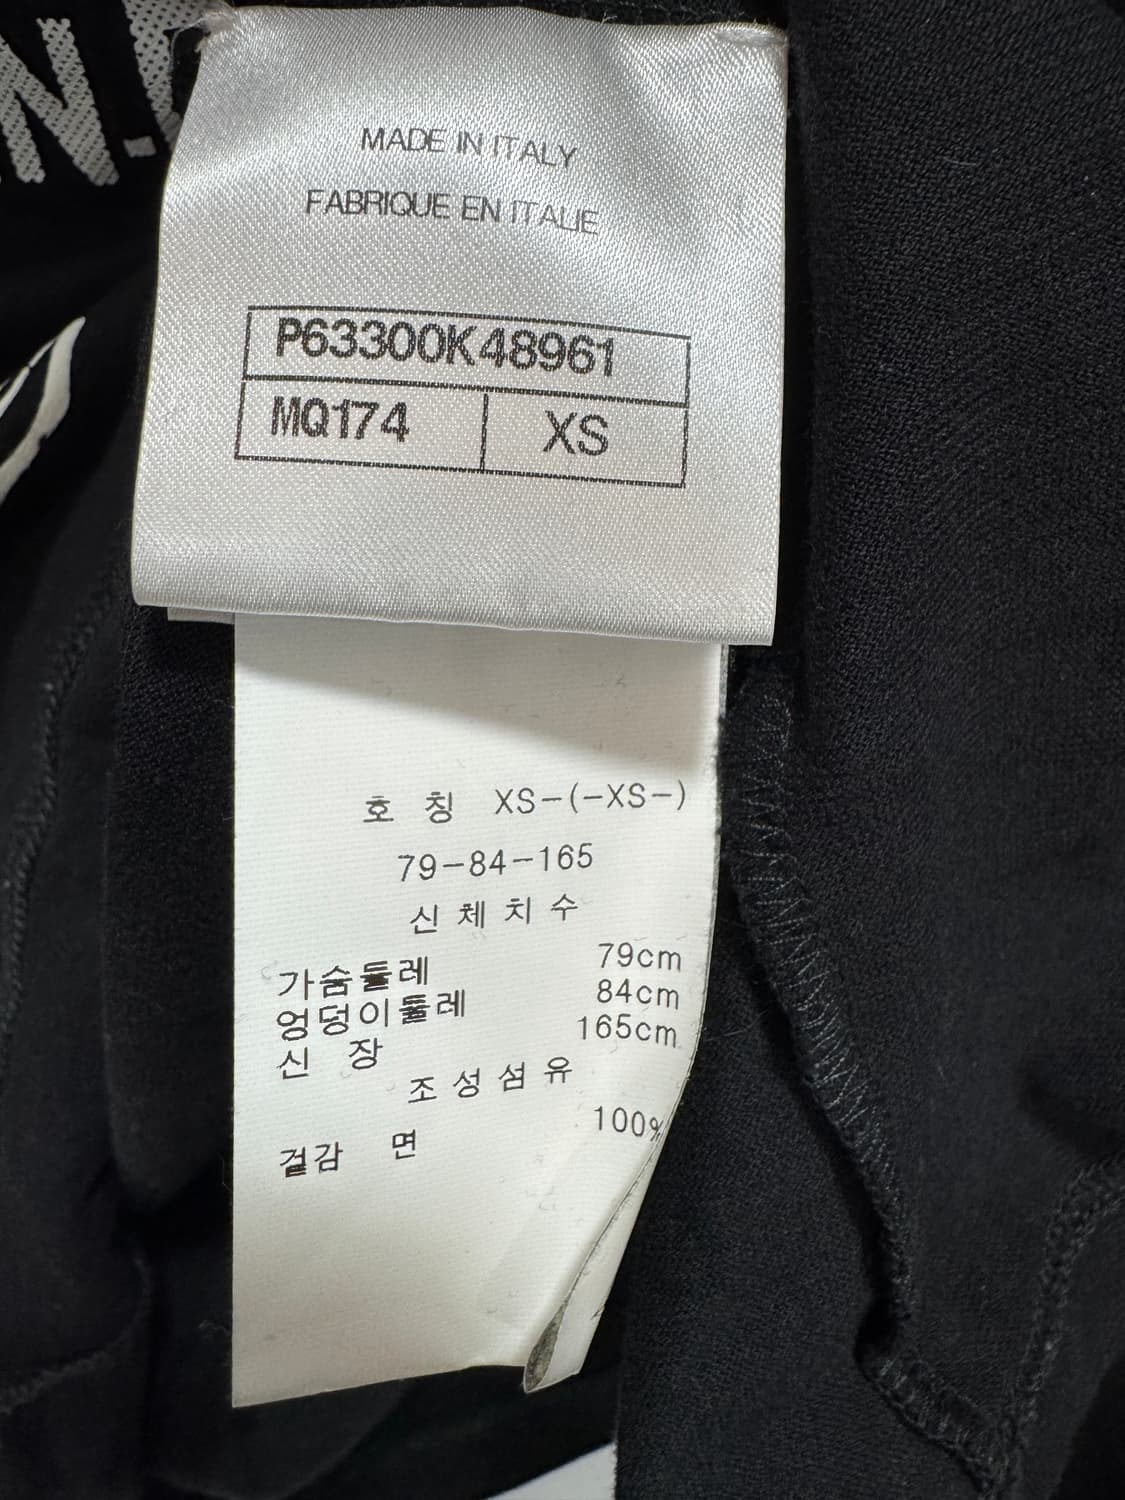 N.
MADE IN ITALY
FABRIQUE EN ITALIE
P63300K48961
MQ174 XS
호 칭 XS-(-XS-)
79-84-165
신 체 치 수
가슴둘레 79cm
엉덩이둘레 84cm
신 장 165cm
조 성 섬 유
겉감 면 100%